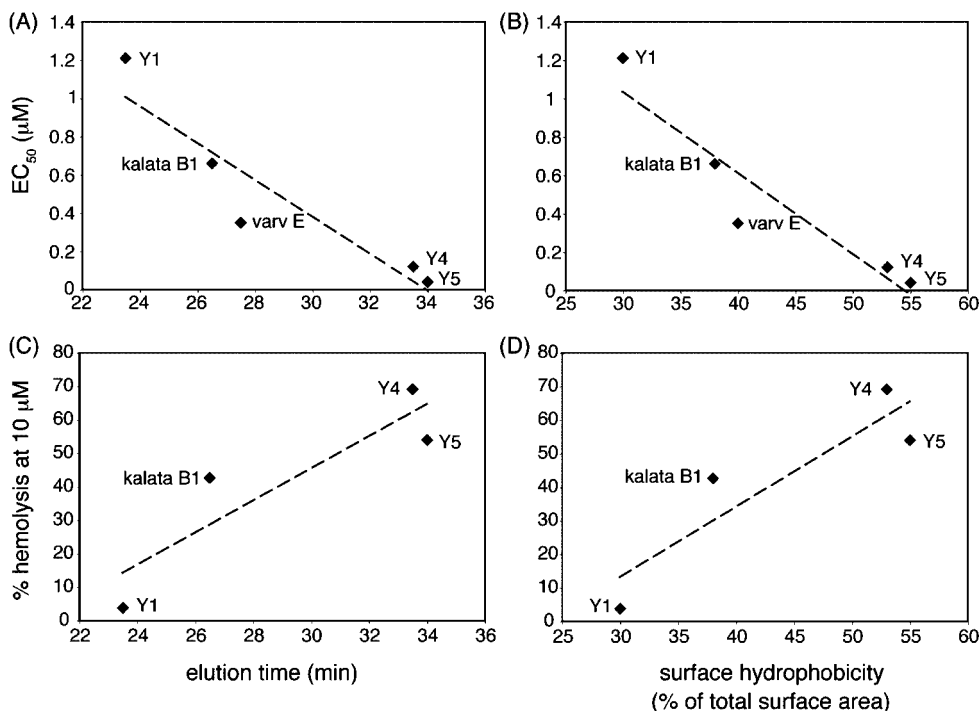 (A)
1.4
1.2
1
0.8
0.6
0.4
0.2
0
EC50 (μM)
Y1
kalata B1
varv E
Y4
Y5
22 24 26 28 30 32 34 36
(B)
1.4
1.2
1
0.8
0.6
0.4
0.2
0
Y1
kalata B1
varv E
Y4
Y5
25 30 35 40 45 50 55 60
(C)
80
70
60
50
40
30
20
10
0
% hemolysis at 10 μM
Y4
Y5
kalata B1
Y1
22 24 26 28 30 32 34 36
elution time (min)
(D)
80
70
60
50
40
30
20
10
0
Y4
Y5
kalata B1
Y1
25 30 35 40 45 50 55 60
surface hydrophobicity
(% of total surface area)